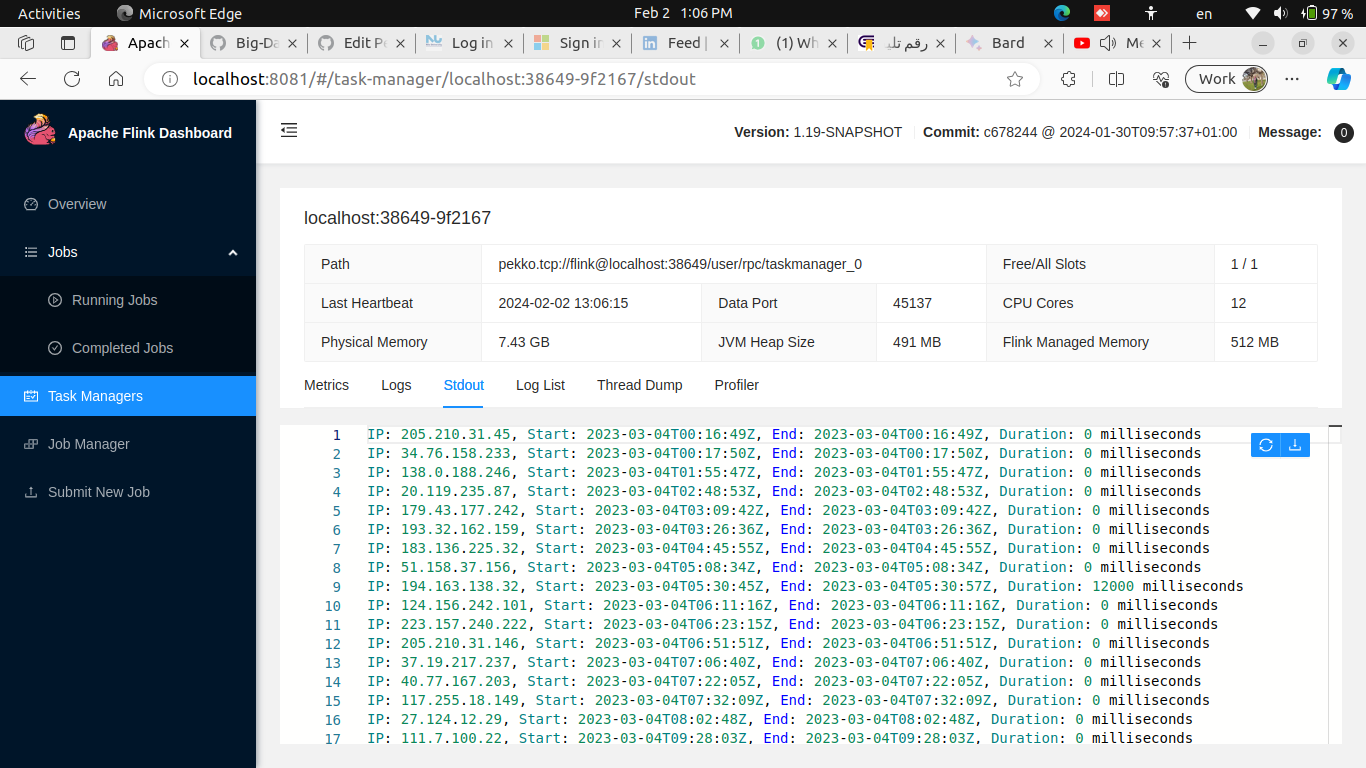 Activities Microsoft Edge Feb 2 1:06 PM en 97 %
Apach Big-Da Edit Pe Log in Sign in Feed | (1) Wh رقم تلي Bard Me
localhost:8081/#/task-manager/localhost:38649-9f2167/stdout Work
Apache Flink Dashboard
Version: 1.19-SNAPSHOT Commit: c678244 @ 2024-01-30T09:57:37+01:00 Message: 0
Overview
Jobs
Running Jobs
Completed Jobs
Task Managers
Job Manager
Submit New Job
localhost:38649-9f2167
Path pekko.tcp://flink@localhost:38649/user/rpc/taskmanager_0 Free/All Slots 1 / 1
Last Heartbeat 2024-02-02 13:06:15 Data Port 45137 CPU Cores 12
Physical Memory 7.43 GB JVM Heap Size 491 MB Flink Managed Memory 512 MB
Metrics Logs Stdout Log List Thread Dump Profiler
1 IP: 205.210.31.45, Start: 2023-03-04T00:16:49Z, End: 2023-03-04T00:16:49Z, Duration: 0 milliseconds
2 IP: 34.76.158.233, Start: 2023-03-04T00:17:50Z, End: 2023-03-04T00:17:50Z, Duration: 0 milliseconds
3 IP: 138.0.188.246, Start: 2023-03-04T01:55:47Z, End: 2023-03-04T01:55:47Z, Duration: 0 milliseconds
4 IP: 20.119.235.87, Start: 2023-03-04T02:48:53Z, End: 2023-03-04T02:48:53Z, Duration: 0 milliseconds
5 IP: 179.43.177.242, Start: 2023-03-04T03:09:42Z, End: 2023-03-04T03:09:42Z, Duration: 0 milliseconds
6 IP: 193.32.162.159, Start: 2023-03-04T03:26:36Z, End: 2023-03-04T03:26:36Z, Duration: 0 milliseconds
7 IP: 183.136.225.32, Start: 2023-03-04T04:45:55Z, End: 2023-03-04T04:45:55Z, Duration: 0 milliseconds
8 IP: 51.158.37.156, Start: 2023-03-04T05:08:34Z, End: 2023-03-04T05:08:34Z, Duration: 0 milliseconds
9 IP: 194.163.138.32, Start: 2023-03-04T05:30:45Z, End: 2023-03-04T05:30:57Z, Duration: 12000 milliseconds
10 IP: 124.156.242.101, Start: 2023-03-04T06:11:16Z, End: 2023-03-04T06:11:16Z, Duration: 0 milliseconds
11 IP: 223.157.240.222, Start: 2023-03-04T06:23:15Z, End: 2023-03-04T06:23:15Z, Duration: 0 milliseconds
12 IP: 205.210.31.146, Start: 2023-03-04T06:51:51Z, End: 2023-03-04T06:51:51Z, Duration: 0 milliseconds
13 IP: 37.19.217.237, Start: 2023-03-04T07:06:40Z, End: 2023-03-04T07:06:40Z, Duration: 0 milliseconds
14 IP: 40.77.167.203, Start: 2023-03-04T07:22:05Z, End: 2023-03-04T07:22:05Z, Duration: 0 milliseconds
15 IP: 117.255.18.149, Start: 2023-03-04T07:32:09Z, End: 2023-03-04T07:32:09Z, Duration: 0 milliseconds
16 IP: 27.124.12.29, Start: 2023-03-04T08:02:48Z, End: 2023-03-04T08:02:48Z, Duration: 0 milliseconds
17 IP: 111.7.100.22, Start: 2023-03-04T09:28:03Z, End: 2023-03-04T09:28:03Z, Duration: 0 milliseconds